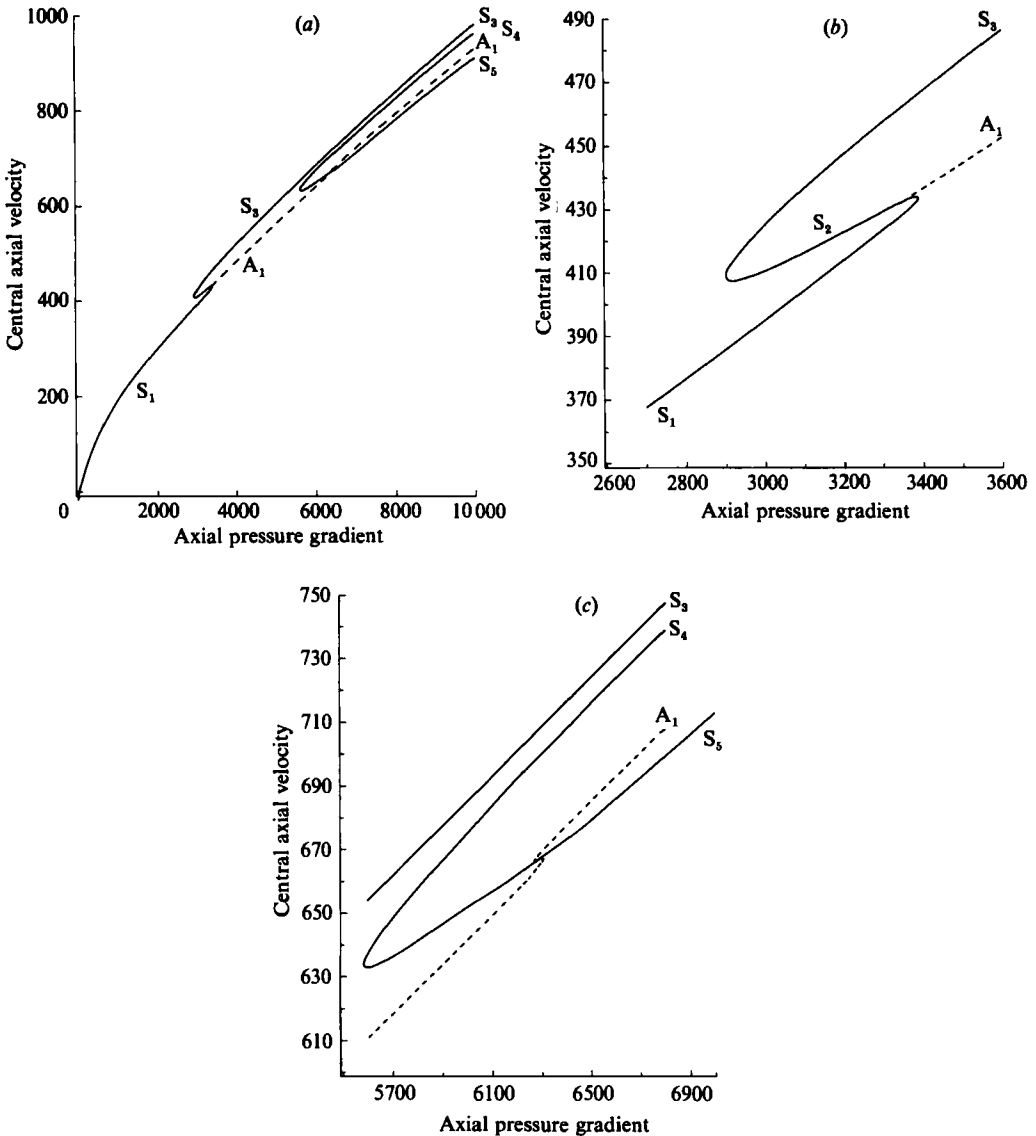 (a)
1000
800
600
400
200
0
2000
4000
6000
8000
10 000
Central axial velocity
Axial pressure gradient
S3
S4
A1
S5
S3
A1
S1
(b)
490
470
450
430
410
390
370
350
2600
2800
3000
3200
3400
3600
Central axial velocity
Axial pressure gradient
S3
A1
S2
S1
(c)
750
730
710
690
670
650
630
610
5700
6100
6500
6900
Central axial velocity
Axial pressure gradient
S3
S4
A1
S5